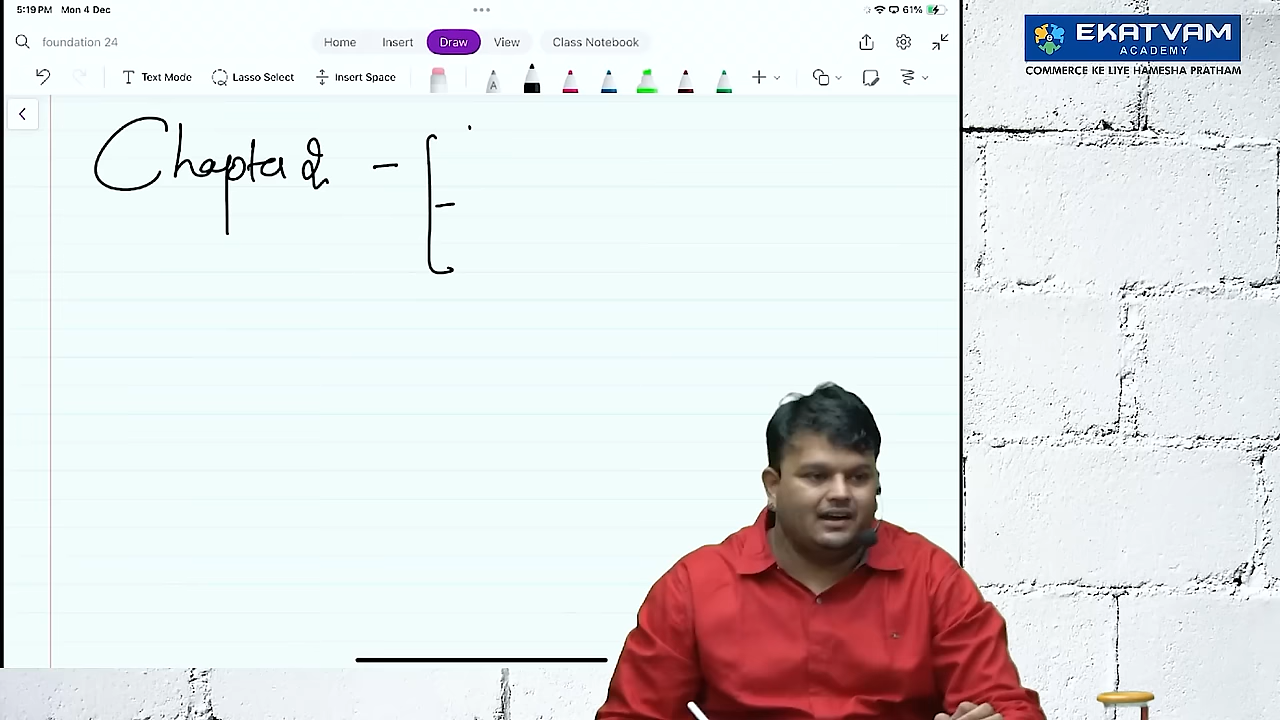 5:19 PM Mon 4 Dec
61%
foundation 24
Home Insert Draw View Class Notebook
Text Mode Lasso Select Insert Space
A
EKATVAM
ACADEMY
COMMERCE KE LIYE HAMESHA PRATHAM
Chapter 2 -